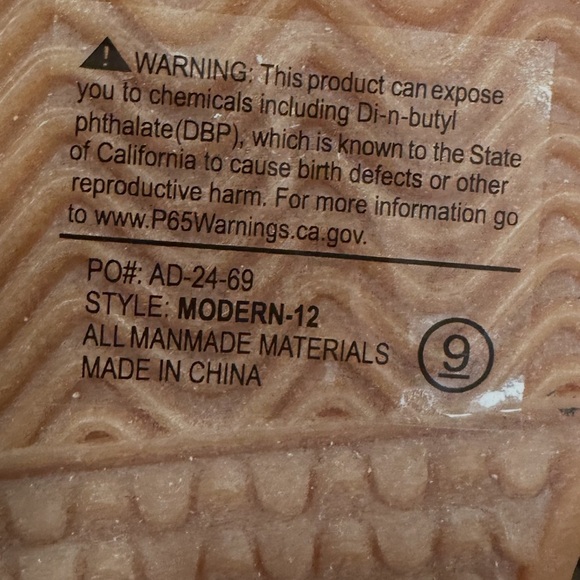 WARNING: This product can expose
you to chemicals including Di-n-butyl
phthalate(DBP), which is known to the State
of California to cause birth defects or other
reproductive harm. For more information go
to www.P65Warnings.ca.gov.
PO#: AD-24-69
STYLE: MODERN-12
ALL MANMADE MATERIALS
MADE IN CHINA
9